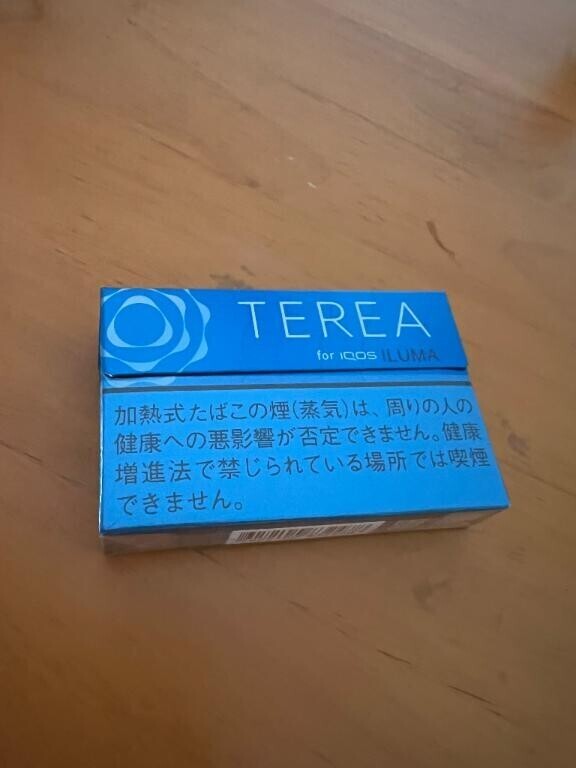 TEREA
for IQOS ILUMA
加熱式たばこの煙(蒸気)は、周りの人の
健康への悪影響が否定できません。健康
増進法で禁じられている場所では喫煙
できません。